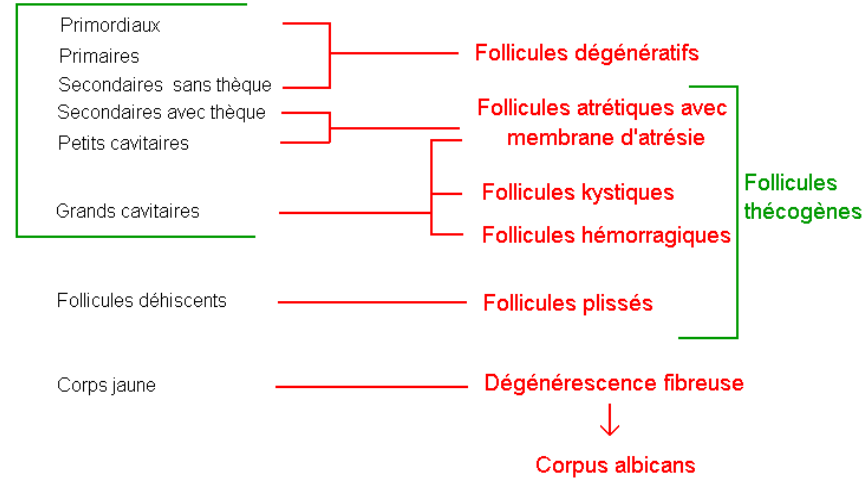 Primordiaux
Primaires
Follicules dégénératifs
Secondaires sans thèque
Secondaires avec thèque
Follicules atrétiques avec
membrane d'atrésie
Petits cavitaires
Follicules kystiques
Follicules
thécogènes
Grands cavitaires
Follicules hémorragiques
Follicules déhiscents
Follicules plissés
Corps jaune
Dégénérescence fibreuse
Corpus albicans